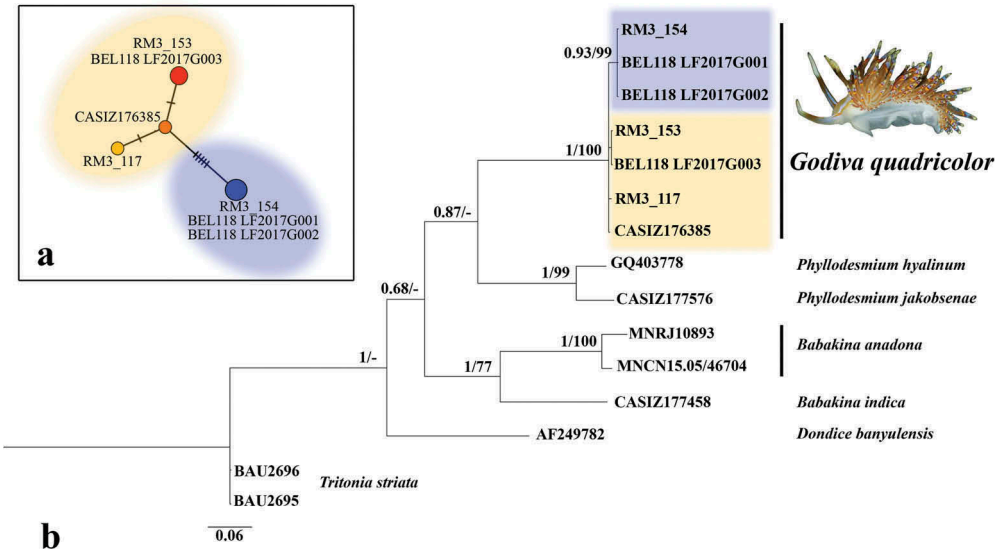 RM3_153
BEL118 LF2017G003
CASIZ176385
RM3_117
RM3_154
BEL118 LF2017G001
BEL118 LF2017G002
a
RM3_154
0.93/99
BEL118 LF2017G001
BEL118 LF2017G002
RM3_153
1/100
BEL118 LF2017G003
Godiva quadricolor
RM3_117
0.87/-
CASIZ176385
GQ403778
Phyllodesmium hyalinum
1/99
0.68/-
CASIZ177576
Phyllodesmium jakobsenae
MNRJ10893
1/100
Babakina anadona
1/-
1/77
MNCN15.05/46704
CASIZ177458
Babakina indica
AF249782
Dondice banyulensis
BAU2696
Tritonia striata
BAU2695
0.06
b